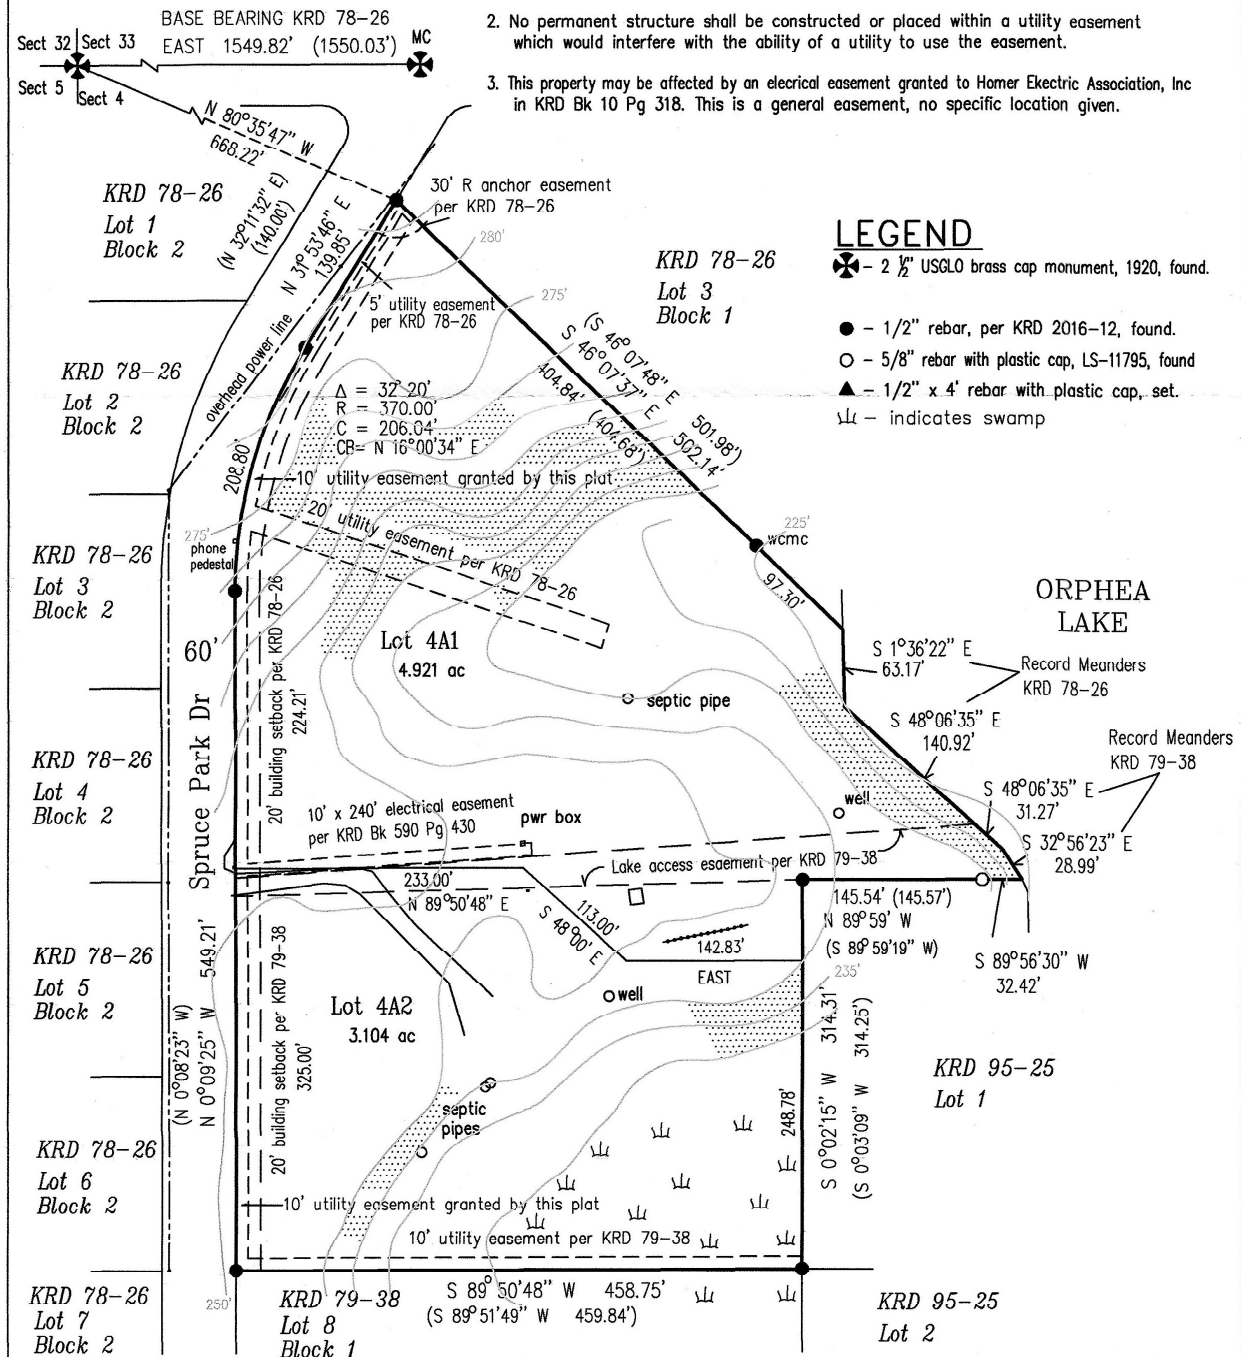 BASE BEARING KRD 78-26
EAST 1549.82' (1550.03')
MC
Sect 32
Sect 33
Sect 5
Sect 4
2. No permanent structure shall be constructed or placed within a utility easement
which would interfere with the ability of a utility to use the easement.
3. This property may be affected by an elecrical easement granted to Homer Ekectric Association, Inc
in KRD Bk 10 Pg 318. This is a general easement, no specific location given.
N 80°35'47" W
668.22'
KRD 78-26
Lot 1
Block 2
(N 32°11'32" E)
(140.00')
N 31°53'46" E
139.85'
30' R anchor easement
per KRD 78-26
280'
275'
5' utility easement
per KRD 78-26
KRD 78-26
Lot 3
Block 1
LEGEND
- 2 ½" USGLO brass cap monument, 1920, found.
- 1/2" rebar, per KRD 2016-12, found.
- 5/8" rebar with plastic cap, LS-11795, found
- 1/2" x 4' rebar with plastic cap, set.
- indicates swamp
overhead power line
KRD 78-26
Lot 2
Block 2
Δ = 32°20'
R = 370.00'
C = 206.04'
CB= N 16°00'34" E
208.80'
(S 46°07'48" E 501.98')
S 46°07'37" E 502.14'
404.84' (404.68')
10' utility easement granted by this plat
20' utility easement per KRD 78-26
275'
phone
pedestal
225'
wcmc
97.30'
KRD 78-26
Lot 3
Block 2
ORPHEA
LAKE
60'
Spruce Park Dr
20' building setback per KRD 78-26
224.21'
Lot 4A1
4.921 ac
septic pipe
S 1°36'22" E
63.17'
Record Meanders
KRD 78-26
S 48°06'35" E
140.92'
Record Meanders
KRD 79-38
S 48°06'35" E
31.27'
S 32°56'23" E
28.99'
KRD 78-26
Lot 4
Block 2
10' x 240' electrical easement
per KRD Bk 590 Pg 430
pwr box
well
Lake access esaement per KRD 79-38
233.00'
N 89°50'48" E
113.00'
S 48°00' E
142.83'
EAST
145.54' (145.57')
N 89°59' W
(S 89°59'19" W)
S 89°56'30" W
32.42'
235'
KRD 78-26
Lot 5
Block 2
(N 0°08'23" W)
N 0°09'25" W 549.21'
20' building setback per KRD 79-38
325.00'
Lot 4A2
3.104 ac
well
248.78'
S 0°02'15" W 314.31'
(S 0°03'09" W 314.25')
KRD 95-25
Lot 1
septic
pipes
KRD 78-26
Lot 6
Block 2
10' utility easement granted by this plat
10' utility easement per KRD 79-38
250'
KRD 78-26
Lot 7
Block 2
KRD 79-38
Lot 8
Block 1
S 89°50'48" W 458.75'
(S 89°51'49" W 459.84')
KRD 95-25
Lot 2